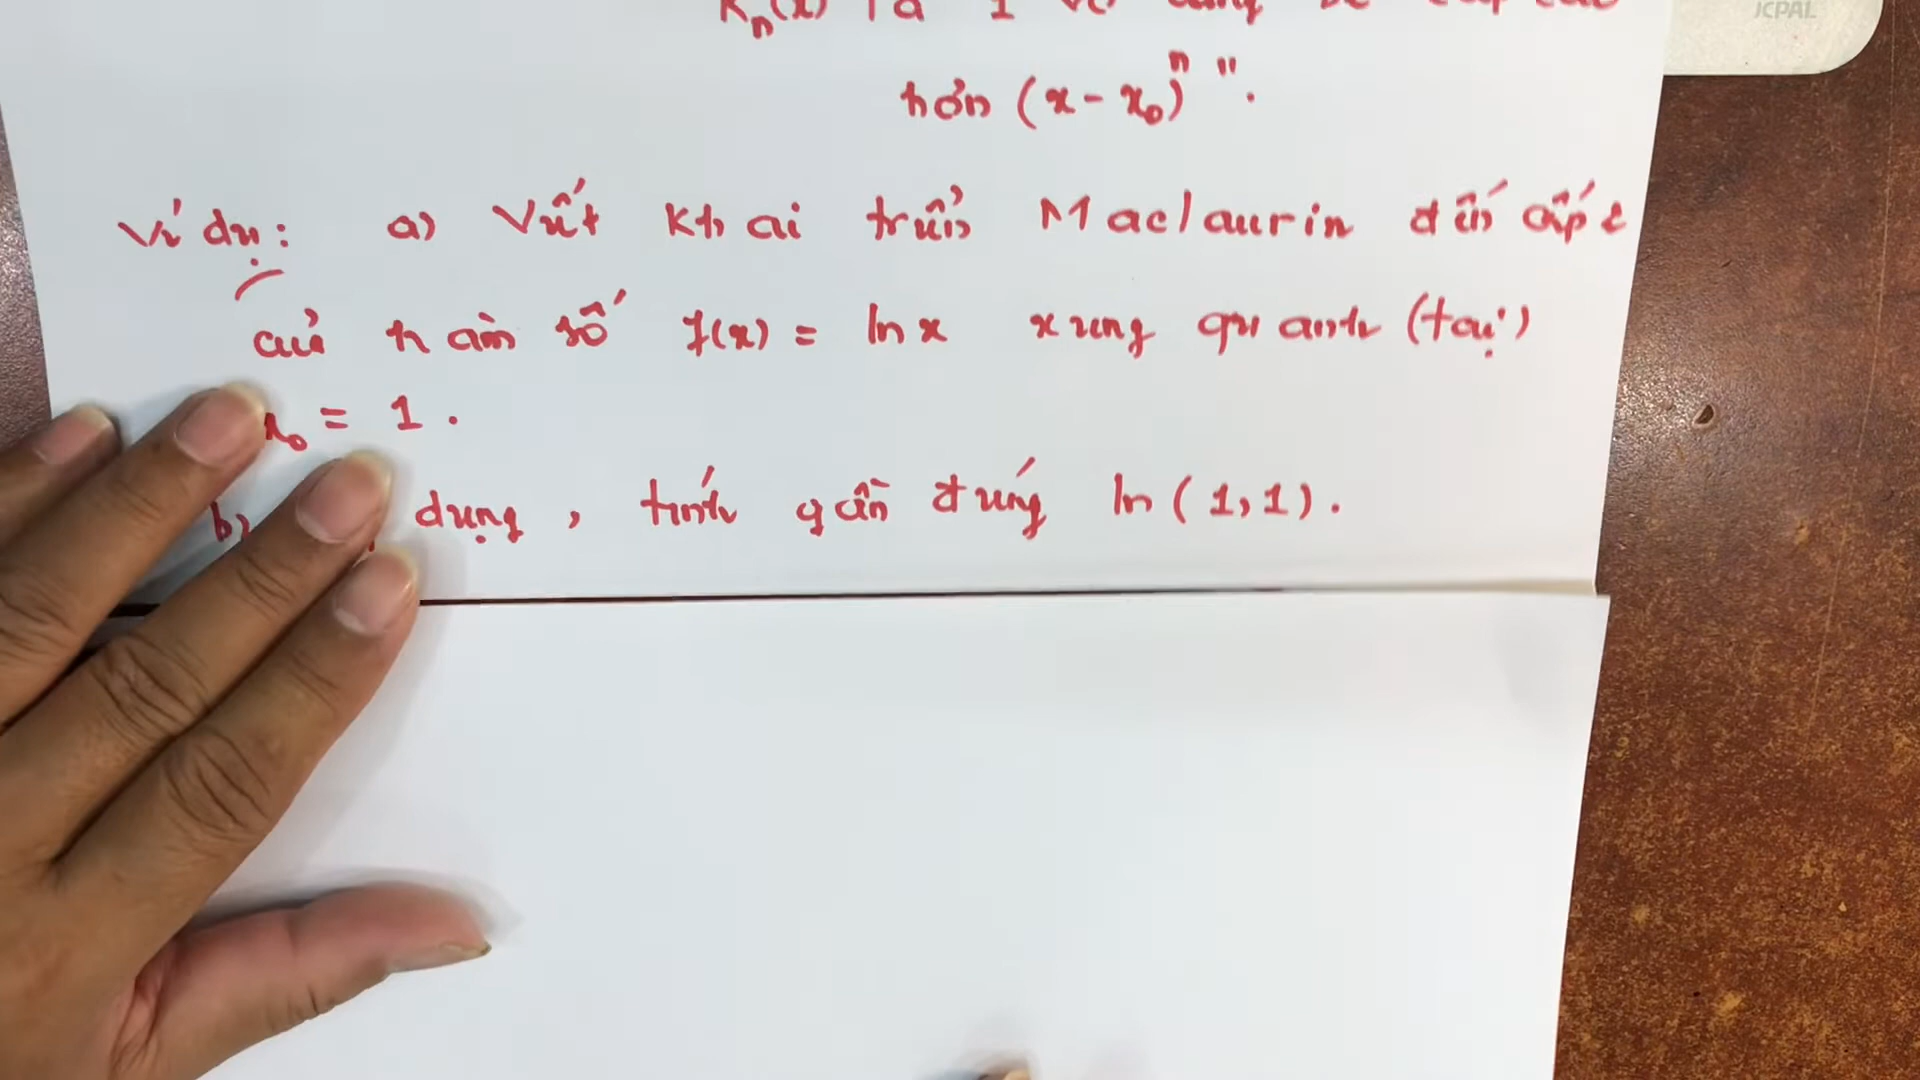 JCPAL
hơn (x - x₀)ⁿ ".
Ví dụ: a) Viết khai triển Maclaurin đến cấp 2
của hàm số f(x) = ln x xung quanh (tại)
x₀ = 1.
b) dụng, tính gần đúng ln(1,1).